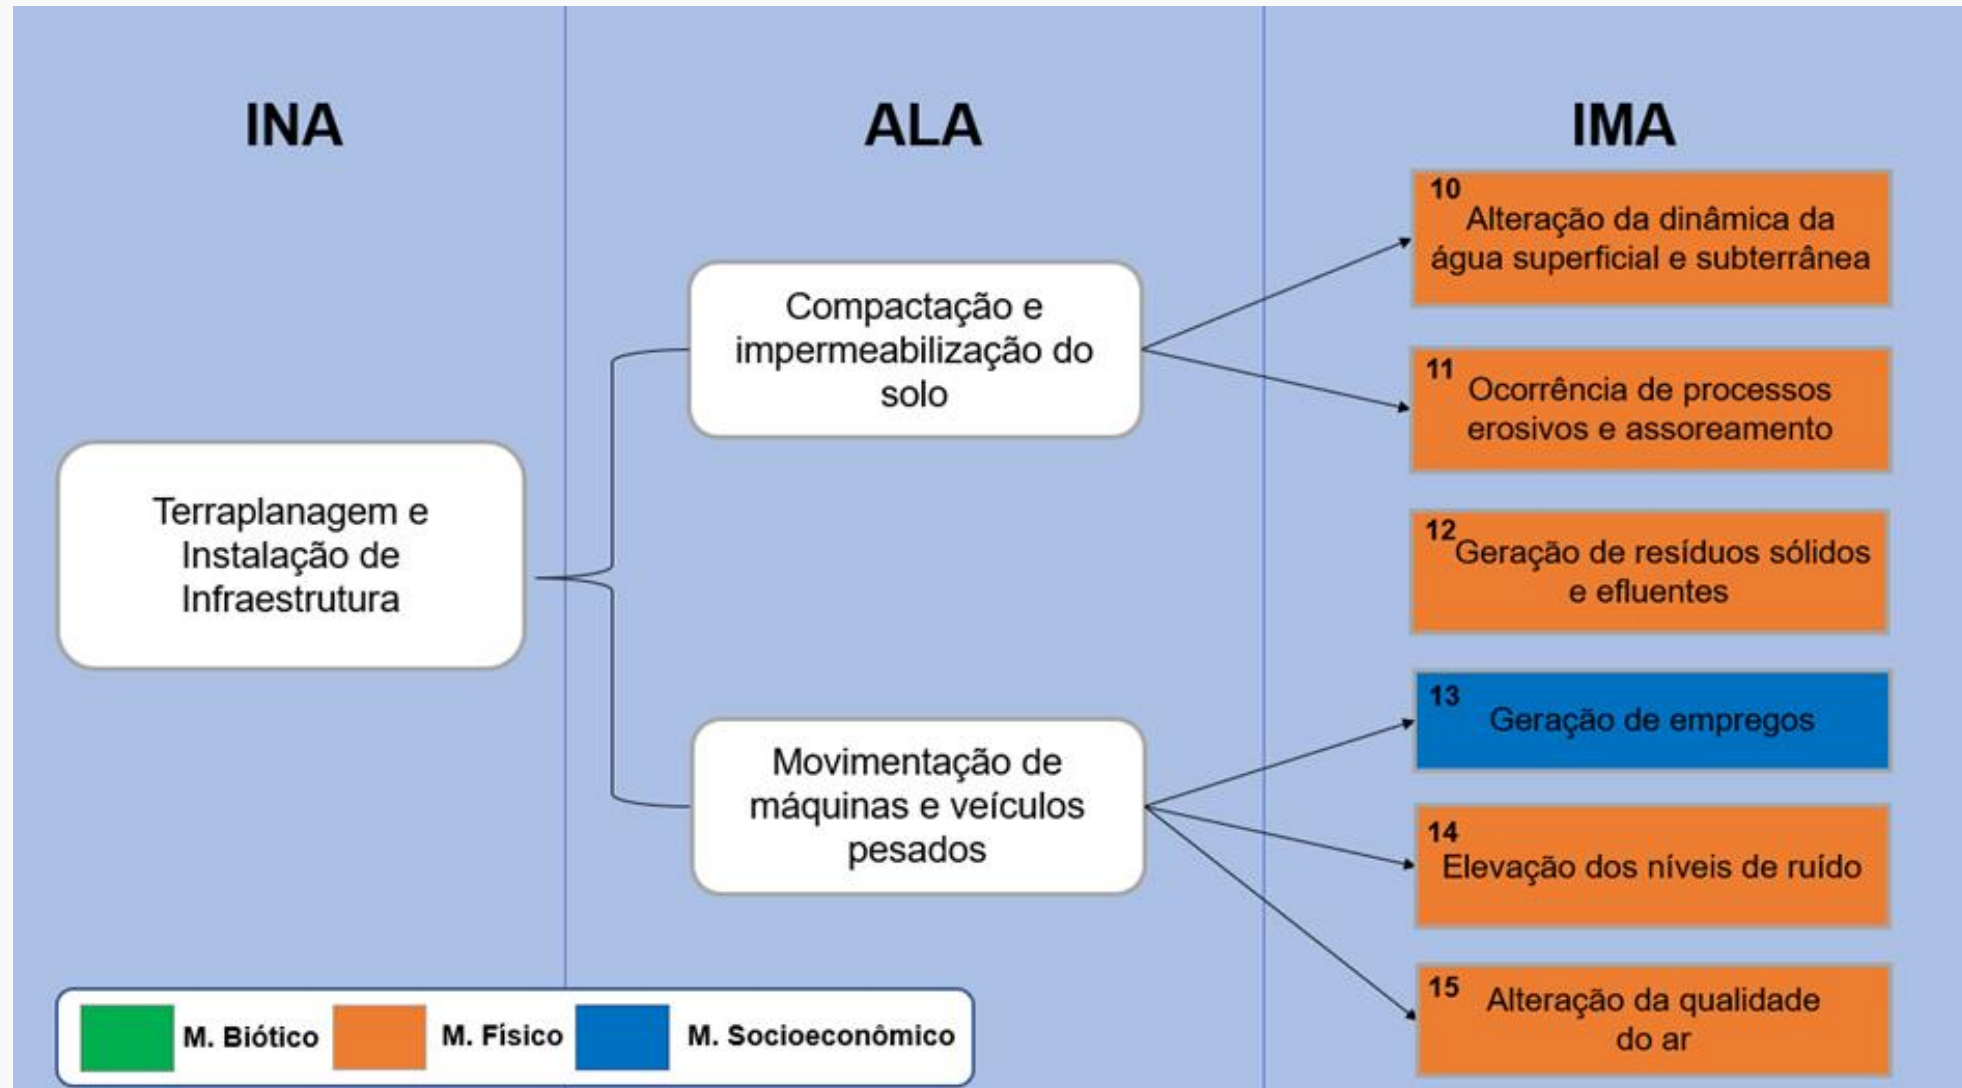 INA
ALA
IMA
Terraplanagem e
Instalação de
Infraestrutura
Compactação e
impermeabilização do
solo
Movimentação de
máquinas e veículos
pesados
10
Alteração da dinâmica da
água superficial e subterrânea
11
Ocorrência de processos
erosivos e assoreamento
12
Geração de resíduos sólidos
e efluentes
13
Geração de empregos
14
Elevação dos níveis de ruído
15
Alteração da qualidade
do ar
M. Biótico
M. Físico
M. Socioeconômico